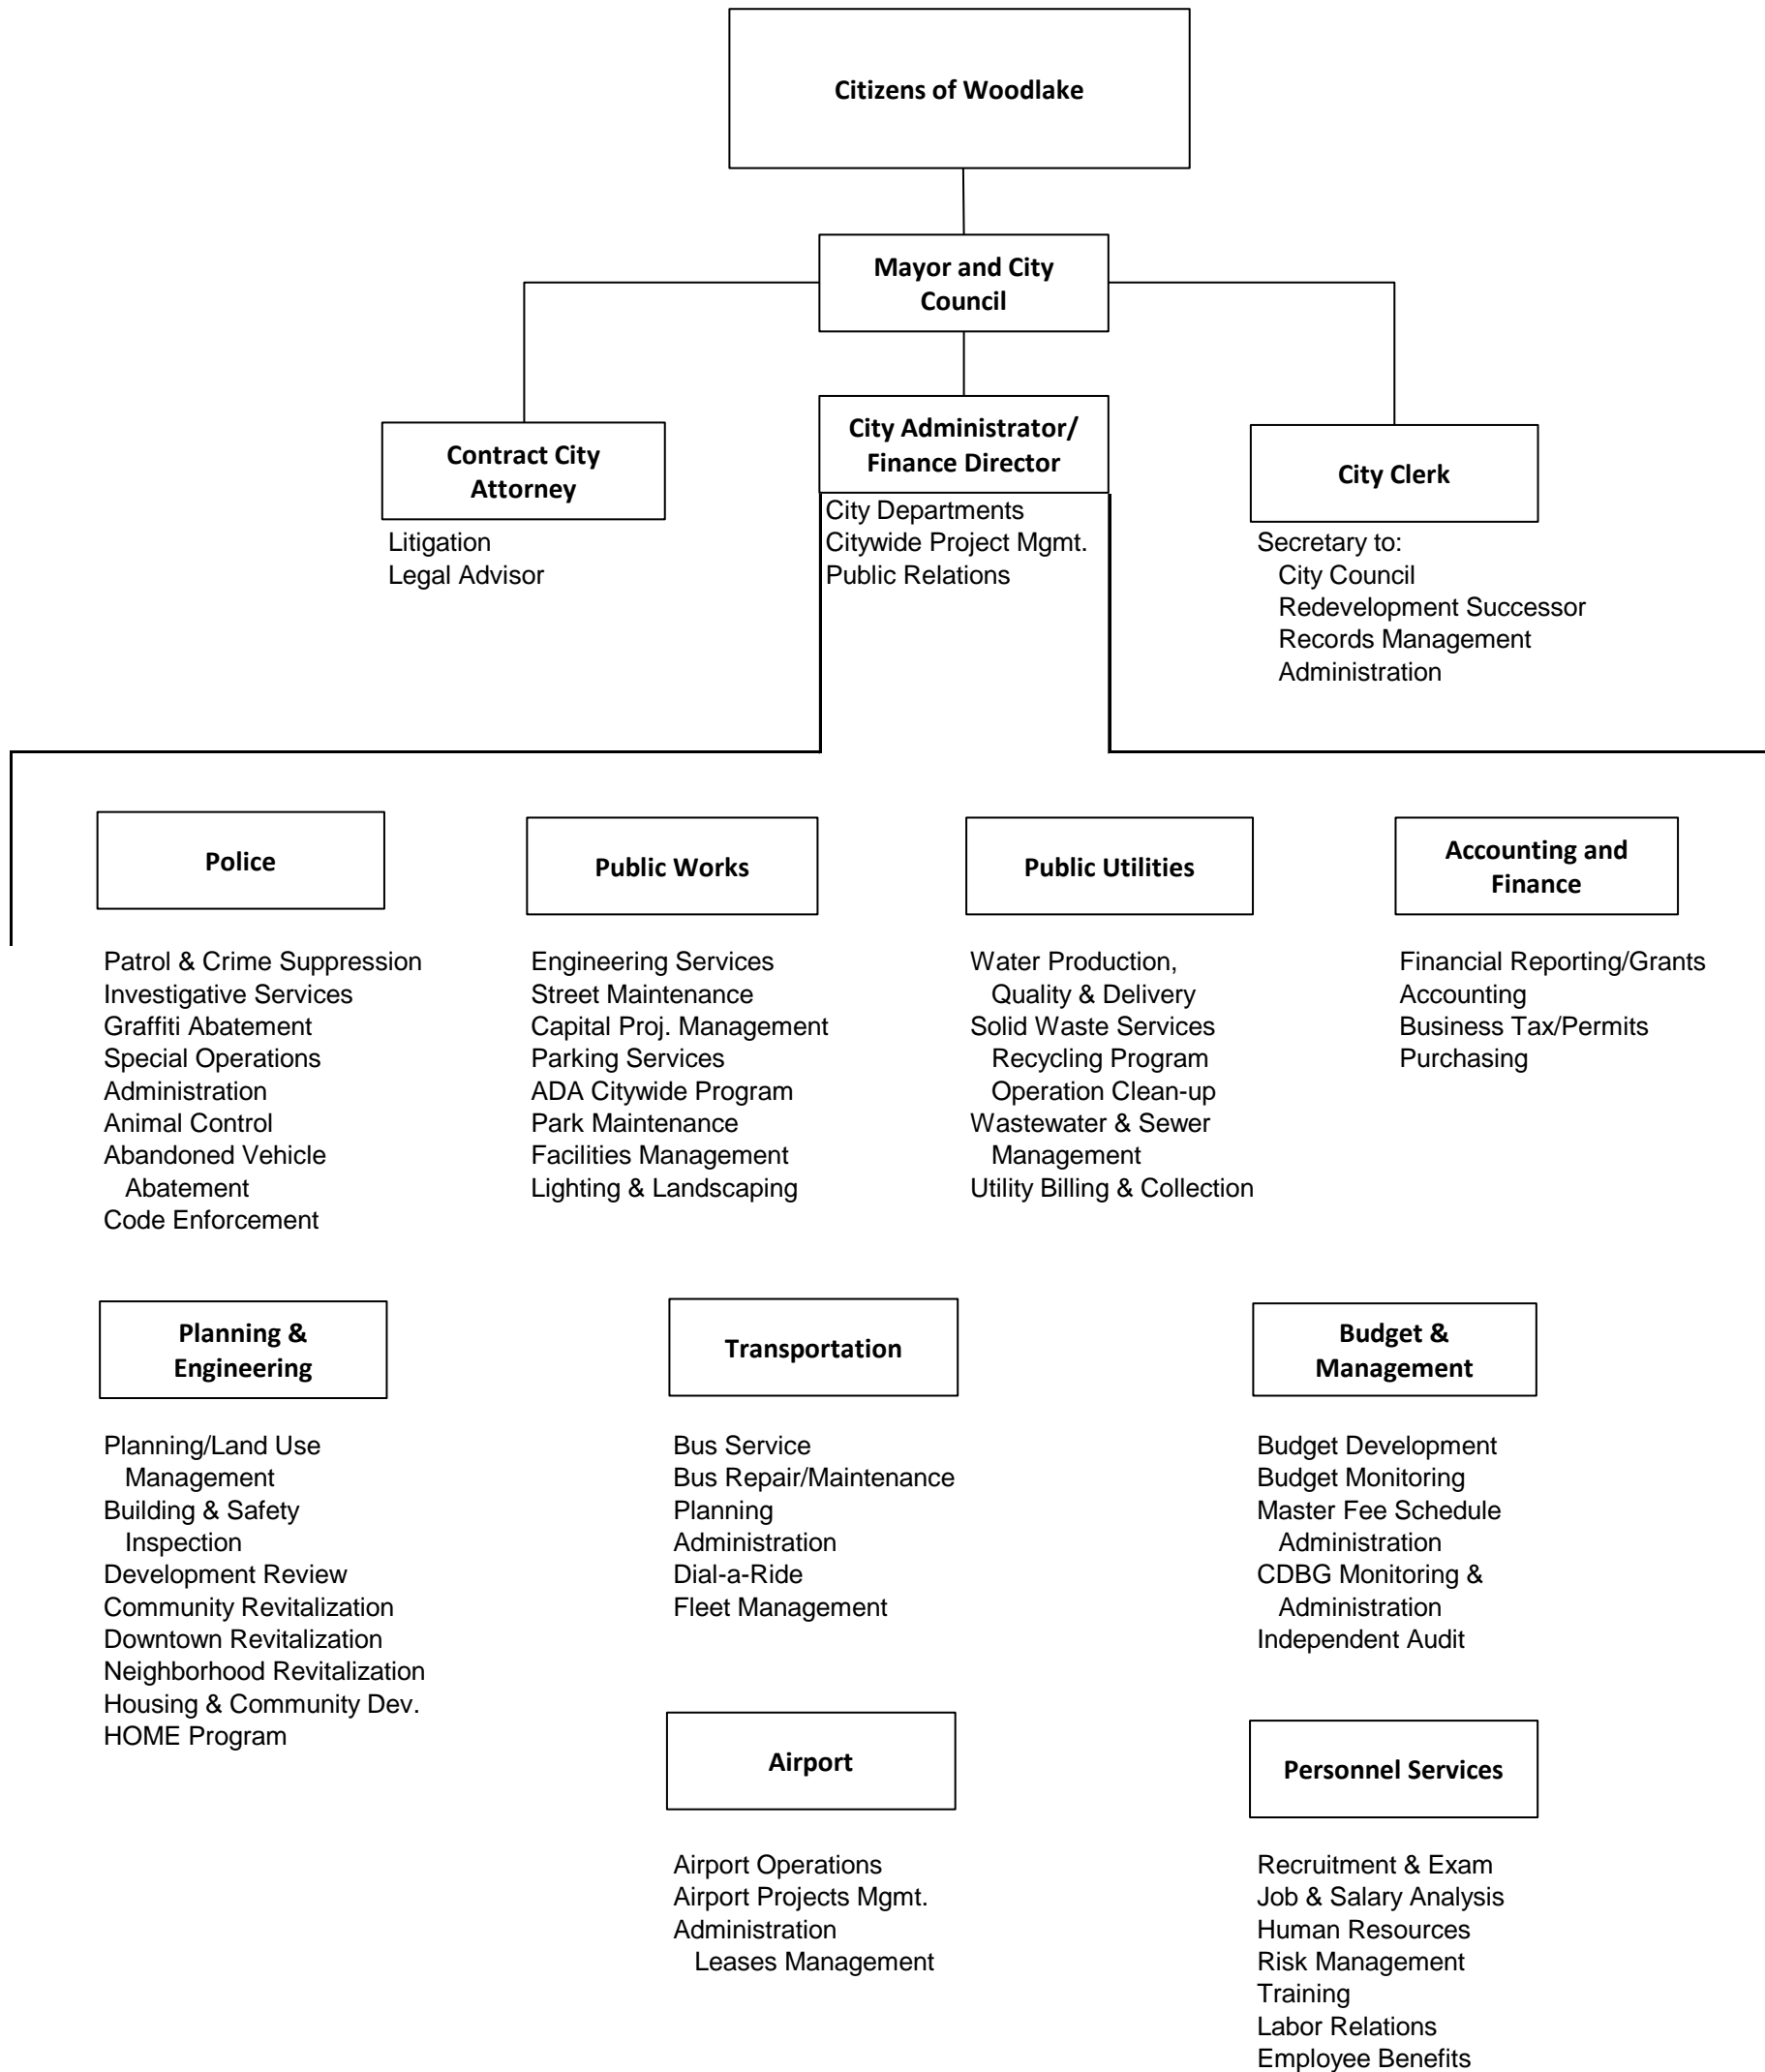 Citizens of Woodlake
Mayor and City
Council
Contract City
Attorney
Litigation
Legal Advisor
City Administrator/
Finance Director
City Departments
Citywide Project Mgmt.
Public Relations
City Clerk
Secretary to:
City Council
Redevelopment Successor
Records Management
Administration
Police
Patrol & Crime Suppression
Investigative Services
Graffiti Abatement
Special Operations
Administration
Animal Control
Abandoned Vehicle
Abatement
Code Enforcement
Public Works
Engineering Services
Street Maintenance
Capital Proj. Management
Parking Services
ADA Citywide Program
Park Maintenance
Facilities Management
Lighting & Landscaping
Public Utilities
Water Production,
Quality & Delivery
Solid Waste Services
Recycling Program
Operation Clean-up
Wastewater & Sewer
Management
Utility Billing & Collection
Accounting and
Finance
Financial Reporting/Grants
Accounting
Business Tax/Permits
Purchasing
Planning &
Engineering
Planning/Land Use
Management
Building & Safety
Inspection
Development Review
Community Revitalization
Downtown Revitalization
Neighborhood Revitalization
Housing & Community Dev.
HOME Program
Transportation
Bus Service
Bus Repair/Maintenance
Planning
Administration
Dial-a-Ride
Fleet Management
Budget &
Management
Budget Development
Budget Monitoring
Master Fee Schedule
Administration
CDBG Monitoring &
Administration
Independent Audit
Airport
Airport Operations
Airport Projects Mgmt.
Administration
Leases Management
Personnel Services
Recruitment & Exam
Job & Salary Analysis
Human Resources
Risk Management
Training
Labor Relations
Employee Benefits